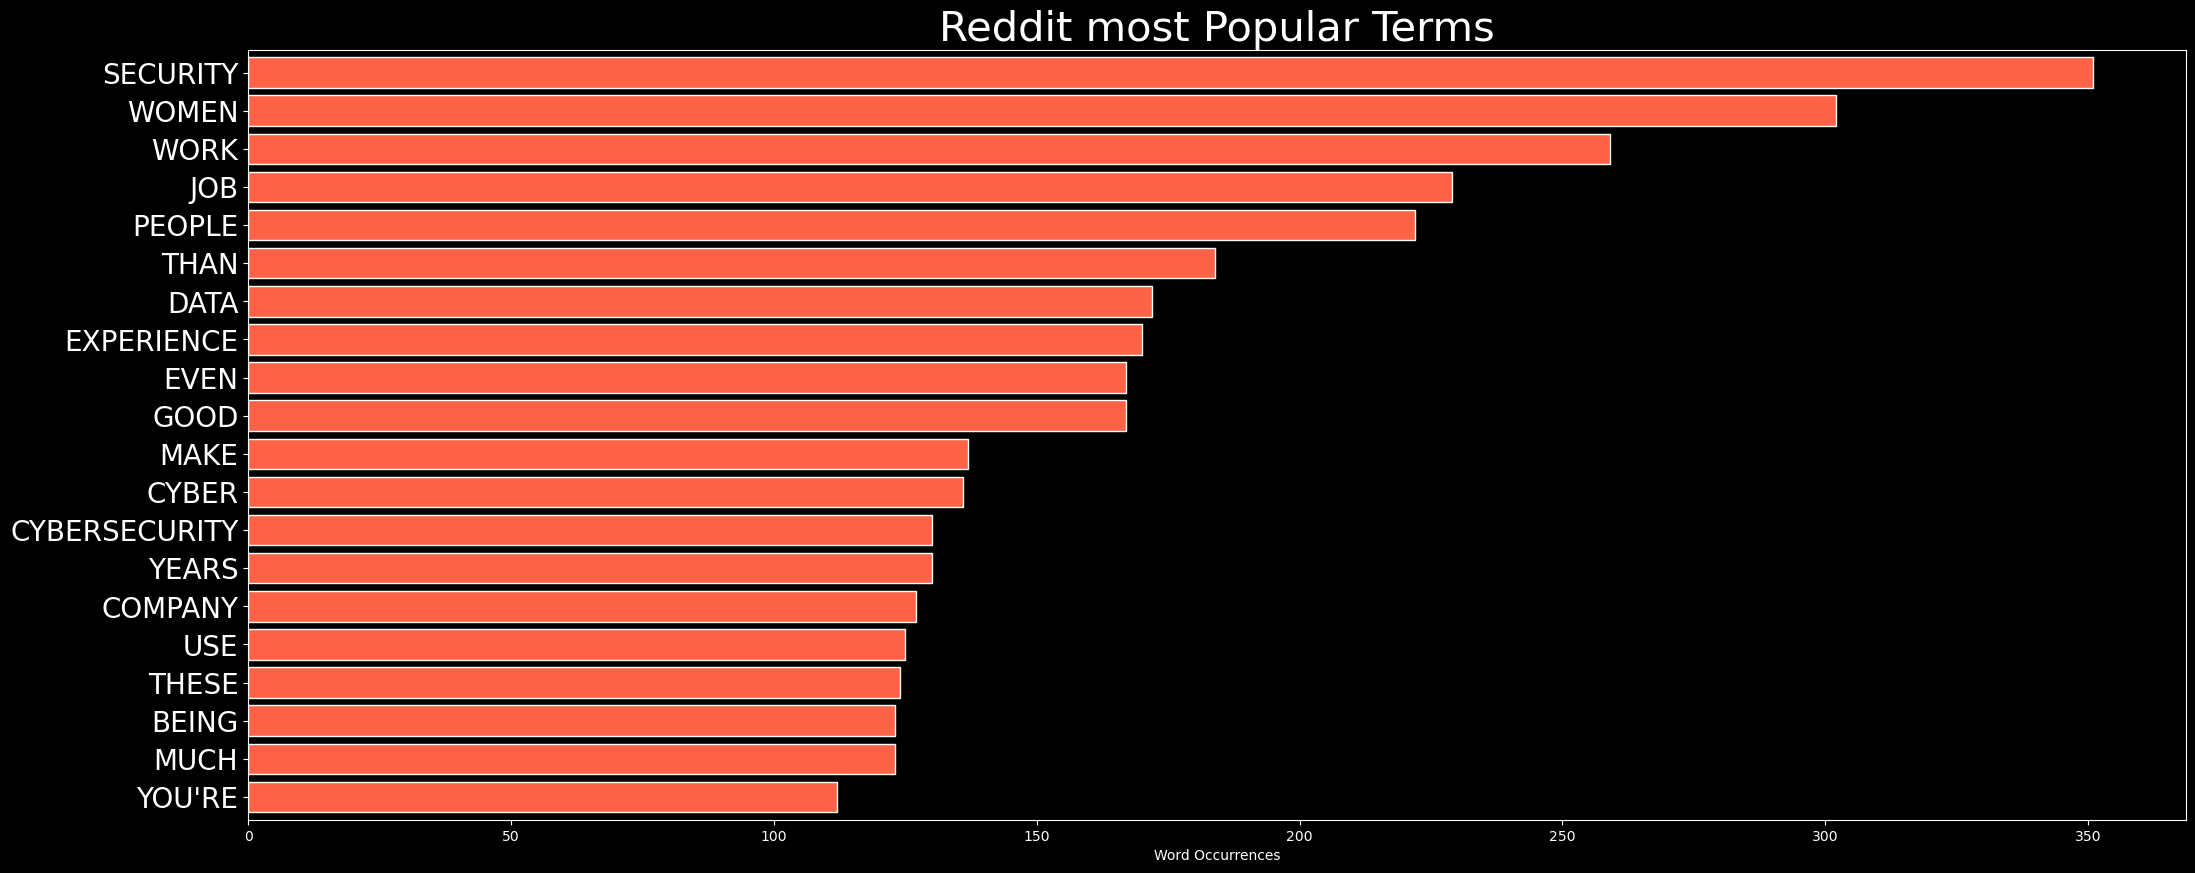 Reddit most Popular Terms
SECURITY
WOMEN
WORK
JOB
PEOPLE
THAN
DATA
EXPERIENCE
EVEN
GOOD
MAKE
CYBER
CYBERSECURITY
YEARS
COMPANY
USE
THESE
BEING
MUCH
YOU'RE
0 50 100 150 200 250 300 350
Word Occurrences